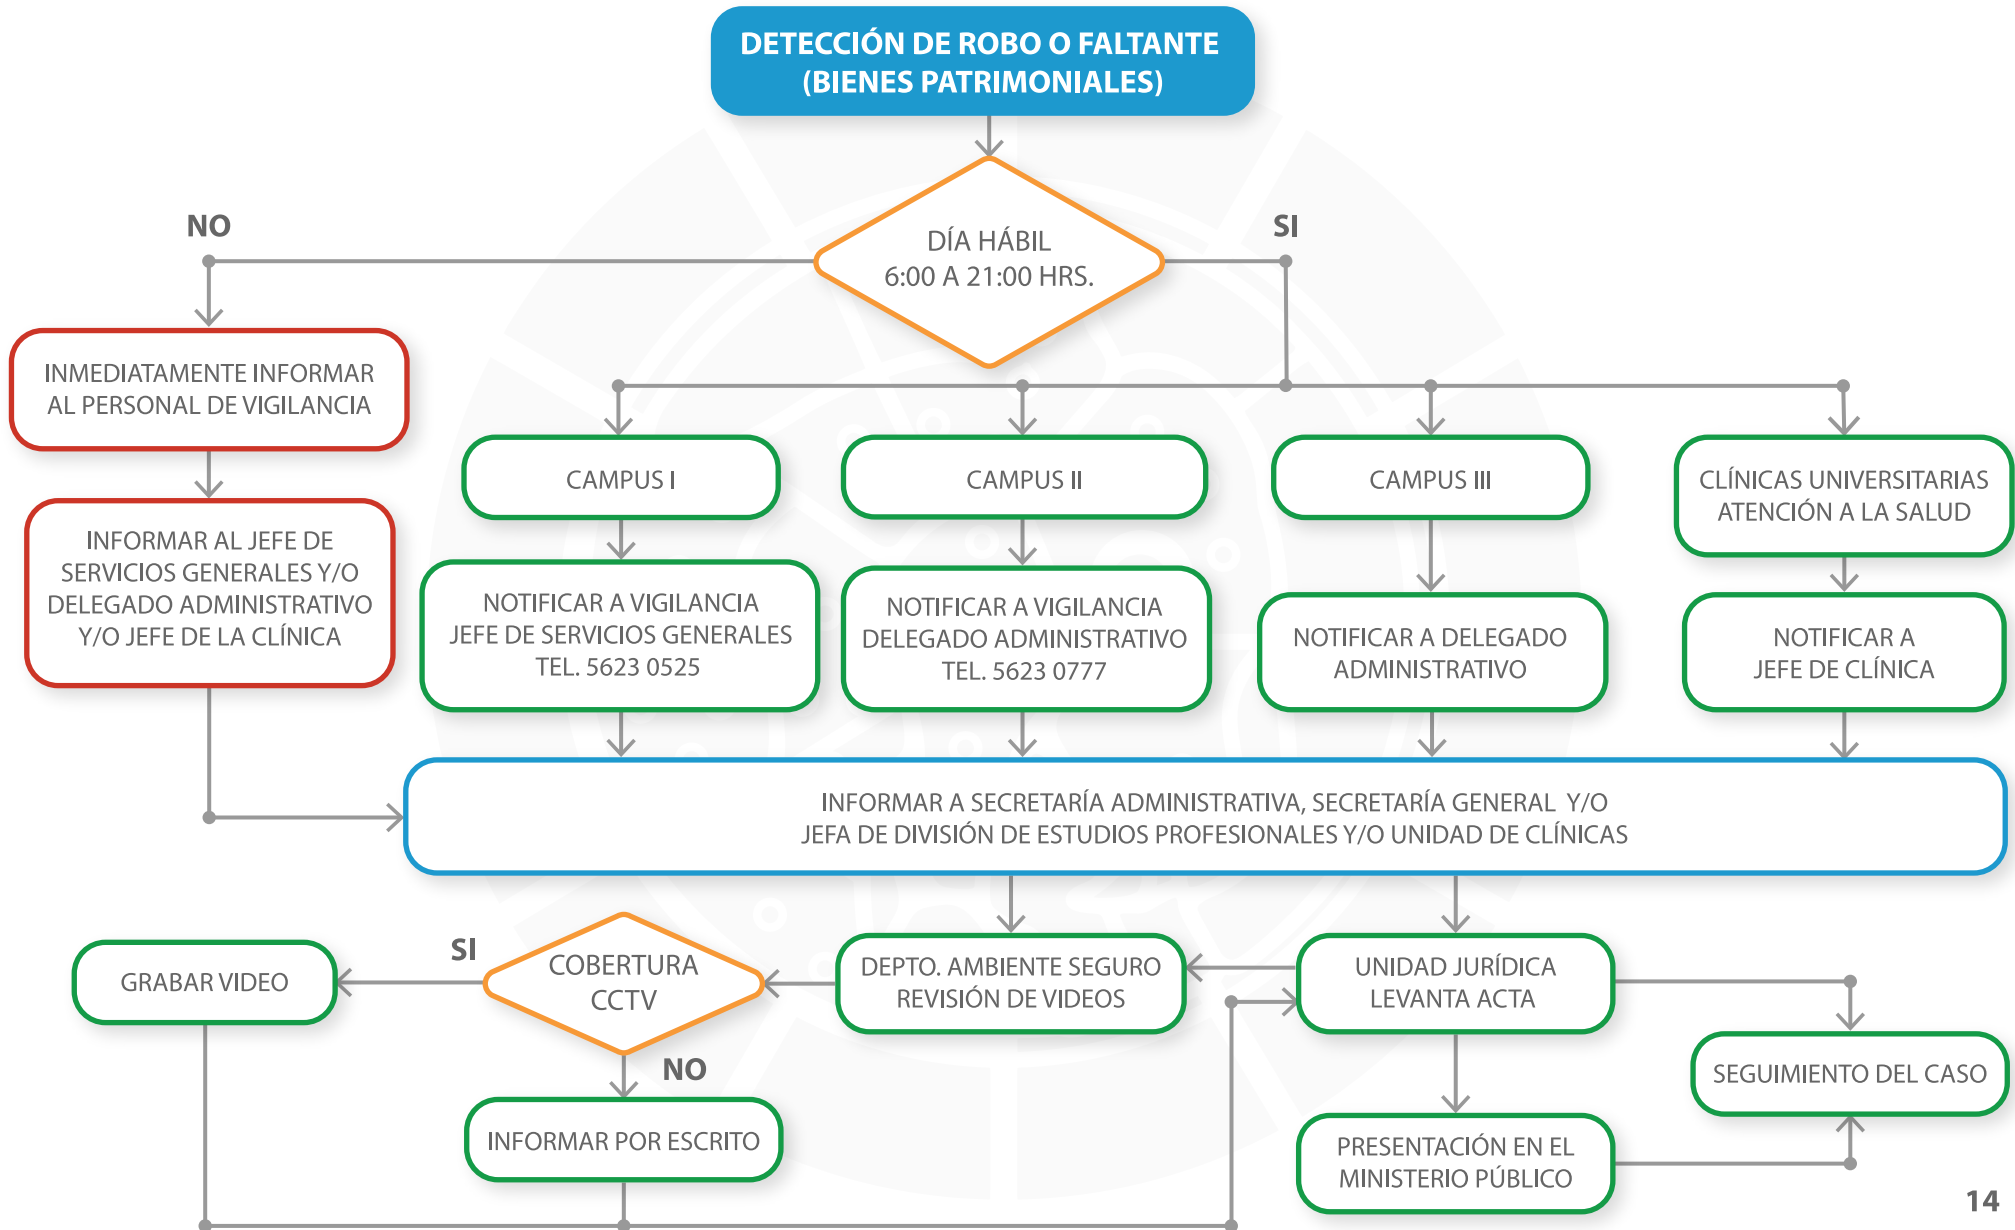 DETECCIÓN DE ROBO O FALTANTE
(BIENES PATRIMONIALES)
NO
SI
DÍA HÁBIL
6:00 A 21:00 HRS.
INMEDIATAMENTE INFORMAR
AL PERSONAL DE VIGILANCIA
INFORMAR AL JEFE DE
SERVICIOS GENERALES Y/O
DELEGADO ADMINISTRATIVO
Y/O JEFE DE LA CLÍNICA
CAMPUS I
CAMPUS II
CAMPUS III
CLÍNICAS UNIVERSITARIAS
ATENCIÓN A LA SALUD
NOTIFICAR A VIGILANCIA
JEFE DE SERVICIOS GENERALES
TEL. 5623 0525
NOTIFICAR A VIGILANCIA
DELEGADO ADMINISTRATIVO
TEL. 5623 0777
NOTIFICAR A DELEGADO
ADMINISTRATIVO
NOTIFICAR A
JEFE DE CLÍNICA
INFORMAR A SECRETARÍA ADMINISTRATIVA, SECRETARÍA GENERAL Y/O
JEFA DE DIVISIÓN DE ESTUDIOS PROFESIONALES Y/O UNIDAD DE CLÍNICAS
GRABAR VIDEO
SI
COBERTURA
CCTV
NO
DEPTO. AMBIENTE SEGURO
REVISIÓN DE VIDEOS
UNIDAD JURÍDICA
LEVANTA ACTA
SEGUIMIENTO DEL CASO
INFORMAR POR ESCRITO
PRESENTACIÓN EN EL
MINISTERIO PÚBLICO
14